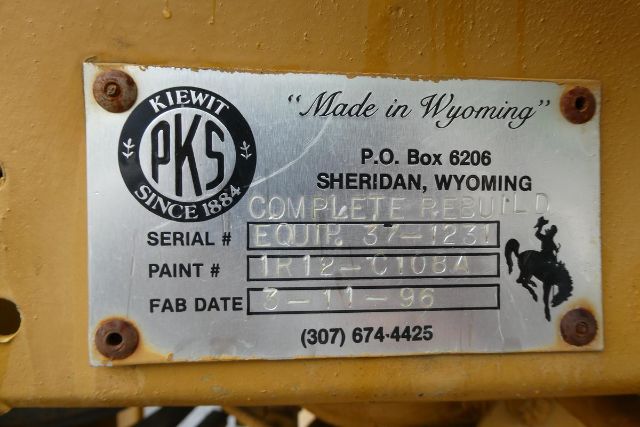 KIEWIT
PKS
SINCE 1884
"Made in Wyoming"
P.O. Box 6206
SHERIDAN, WYOMING
COMPLETE REBUILD
SERIAL # EQUIP. 37-1231
PAINT # 1R12-C108A
FAB DATE 3-11-96
(307) 674-4425